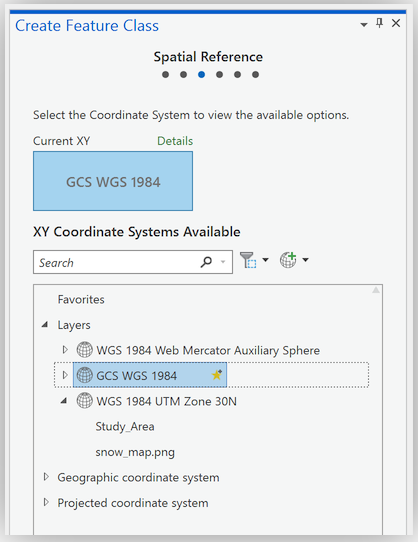 Create Feature Class
Spatial Reference
Select the Coordinate System to view the available options.
Current XY Details
GCS WGS 1984
XY Coordinate Systems Available
Search
Favorites
Layers
WGS 1984 Web Mercator Auxiliary Sphere
GCS WGS 1984
WGS 1984 UTM Zone 30N
Study_Area
snow_map.png
Geographic coordinate system
Projected coordinate system